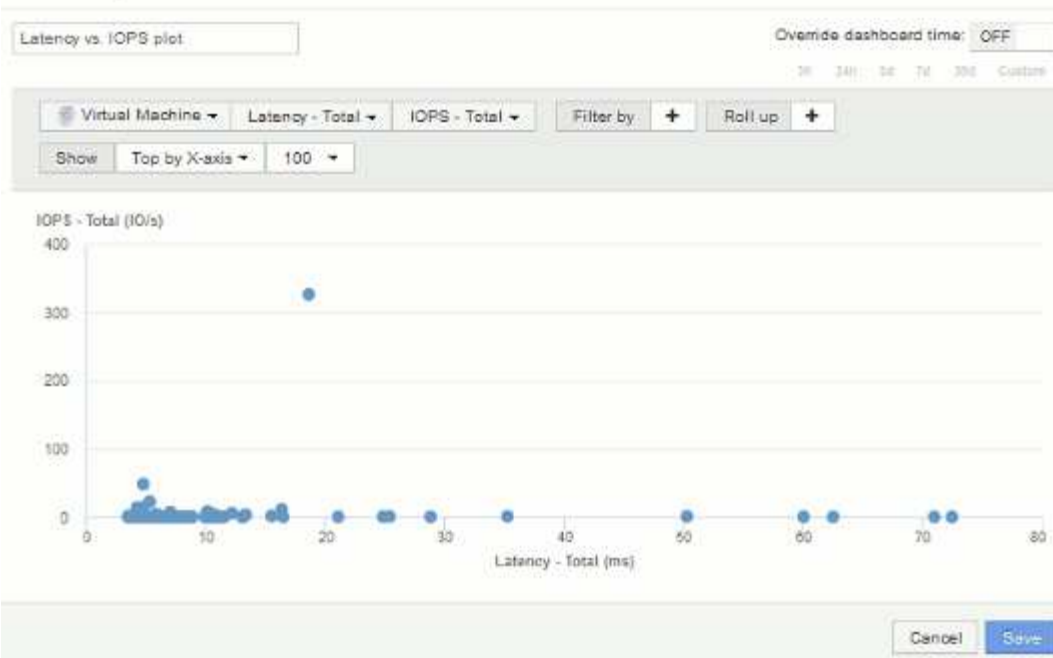 Latency vs. IOPS plot
Override dashboard time: OFF
3h 24h 3d 7d 30d Custom
Virtual Machine Latency - Total IOPS - Total Filter by + Roll up +
Show Top by X-axis 100
IOPS - Total (IO/s)
400
300
200
100
0
0 10 20 30 40 50 60 70 80
Latency - Total (ms)
Cancel Save